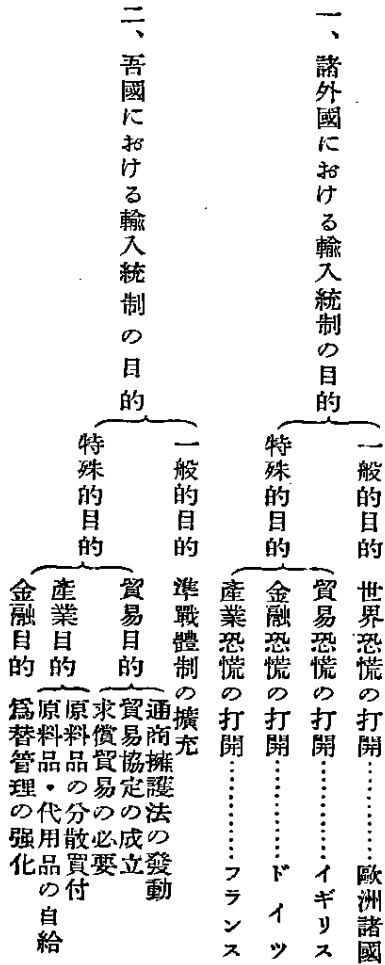 一、諸外國における輸入統制の目的
一般的目的 世界恐慌の打開…………歐洲諸國
特殊的目的
貿易恐慌の打開…………イギリス
金融恐慌の打開…………ドイツ
產業恐慌の打開…………フランス
二、吾國における輸入統制の目的
一般的目的 準戰體制の擴充
特殊的目的
貿易目的
通商擁護法の發動
貿易協定の成立
求償貿易の必要
產業目的
原料品の分散買付
原料品・代用品の自給
金融目的 爲替管理の强化